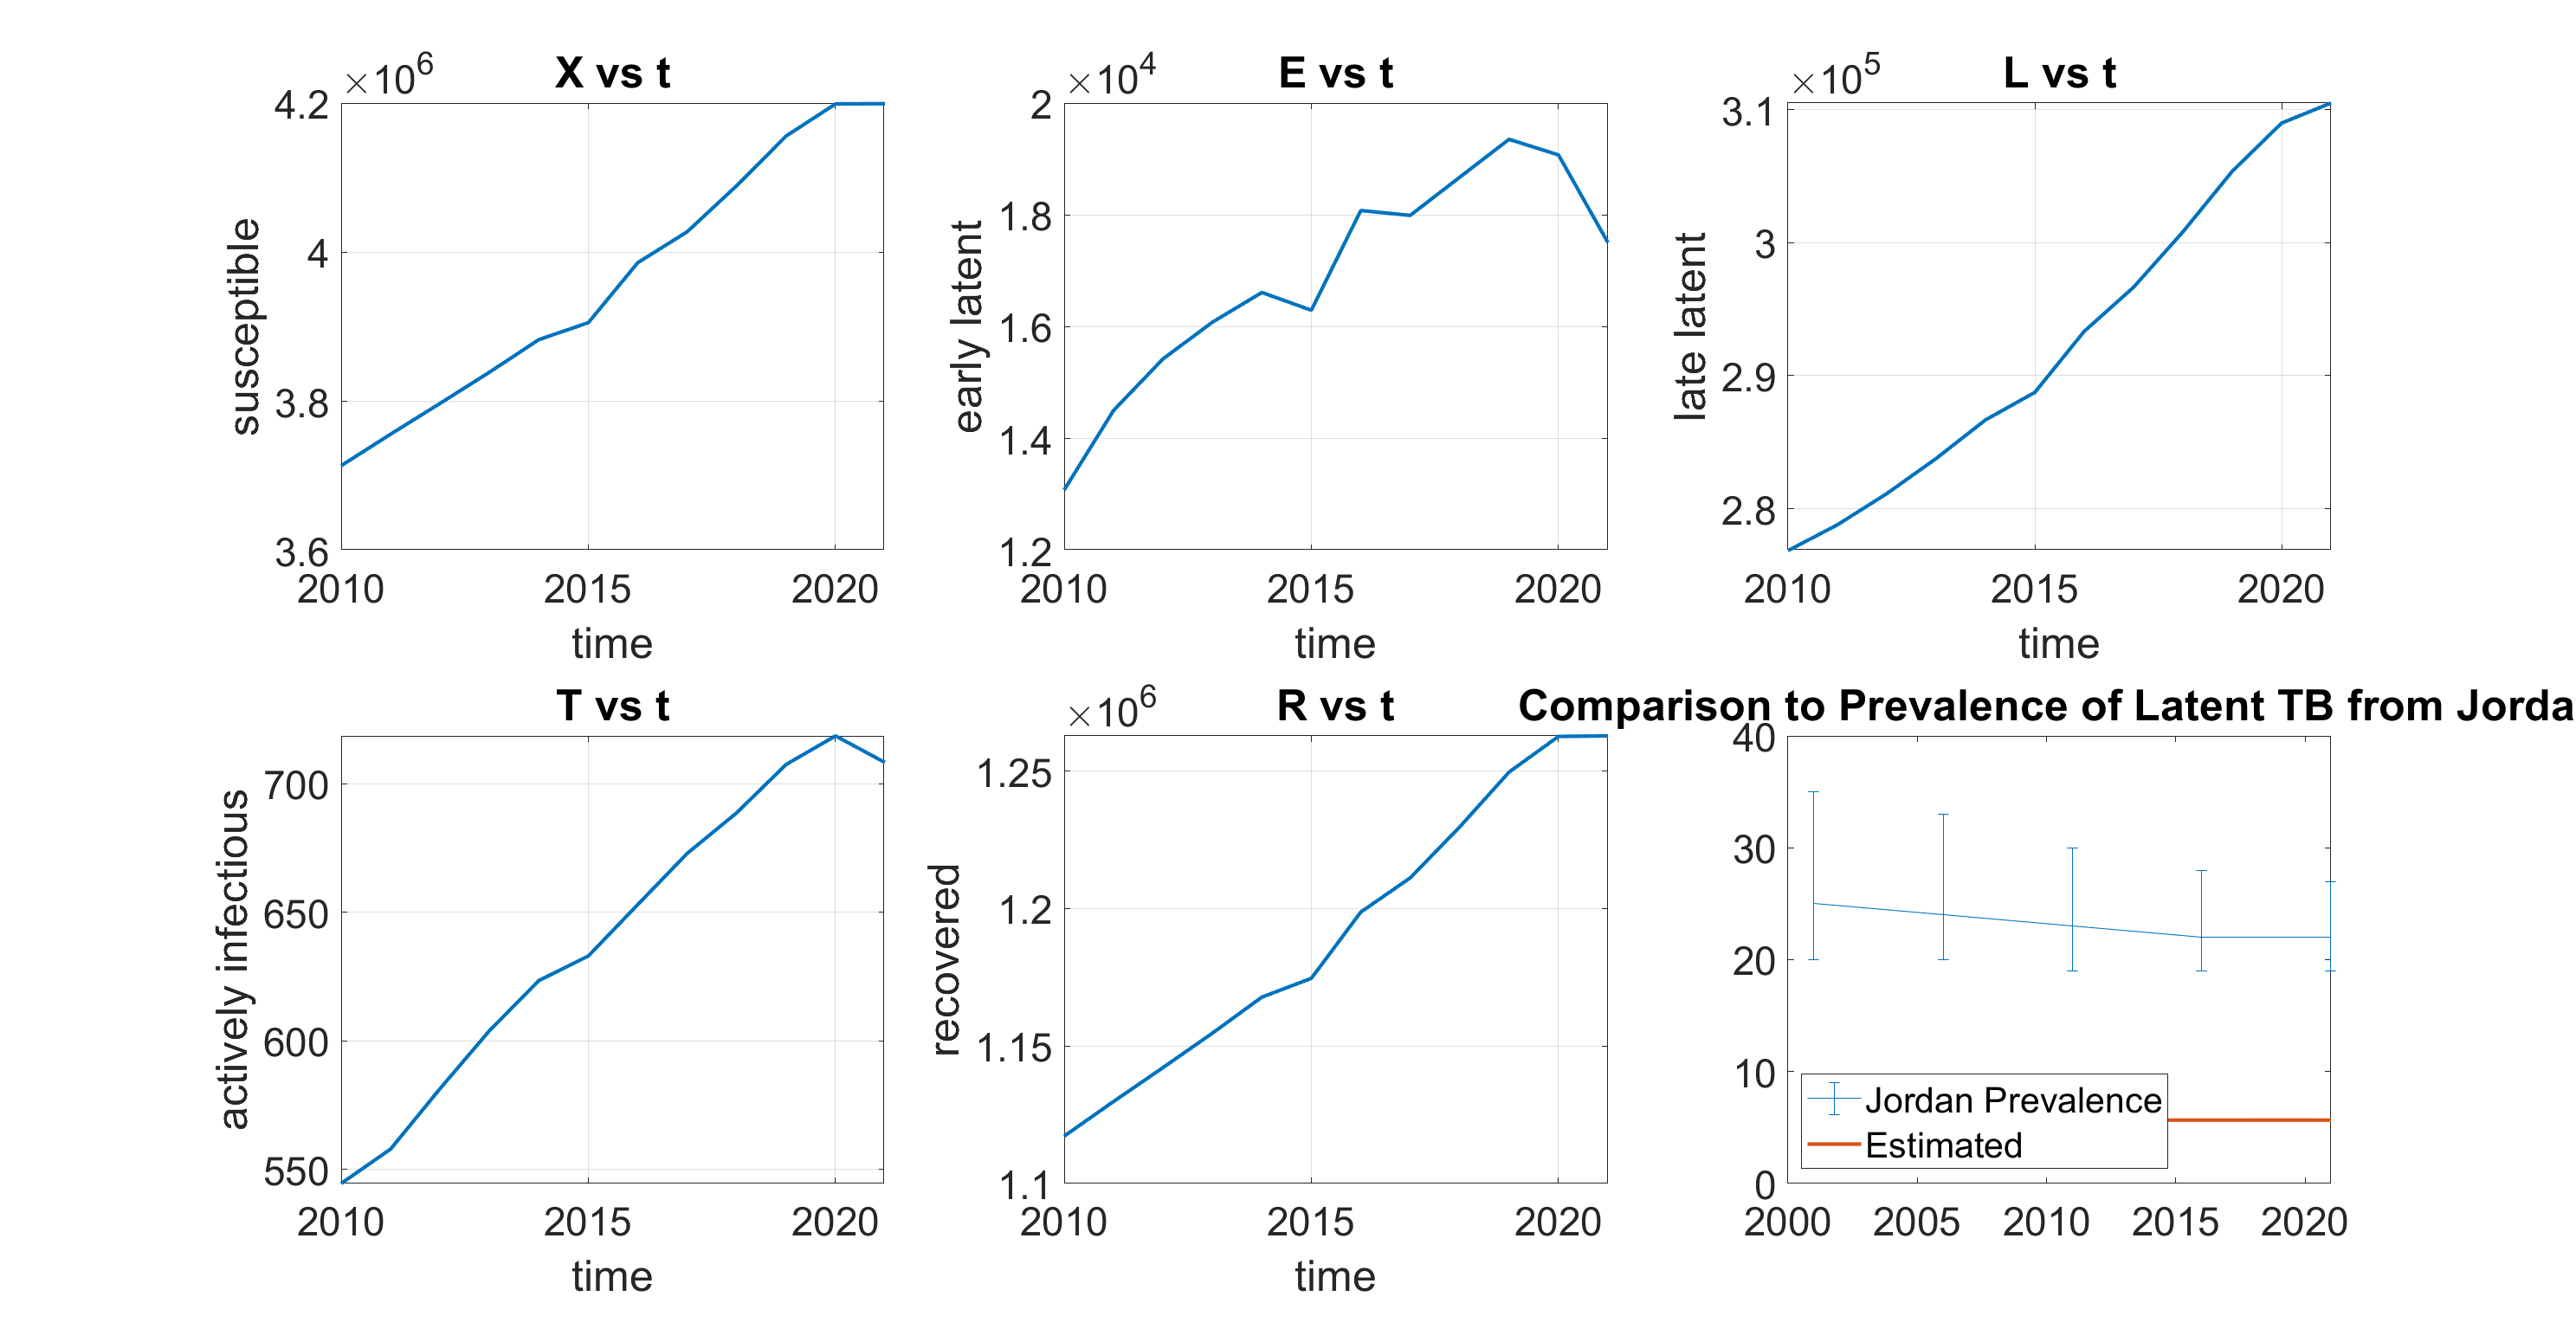 X vs t
×10^6
4.2
4
3.8
3.6
susceptible
2010 2015 2020
time
E vs t
×10^4
2
1.8
1.6
1.4
1.2
early latent
2010 2015 2020
time
L vs t
×10^5
3.1
3
2.9
2.8
late latent
2010 2015 2020
time
T vs t
700
650
600
550
actively infectious
2010 2015 2020
time
R vs t
×10^6
1.25
1.2
1.15
1.1
recovered
2010 2015 2020
time
Comparison to Prevalence of Latent TB from Jorda
40
30
20
10
0
Jordan Prevalence
Estimated
2000 2005 2010 2015 2020